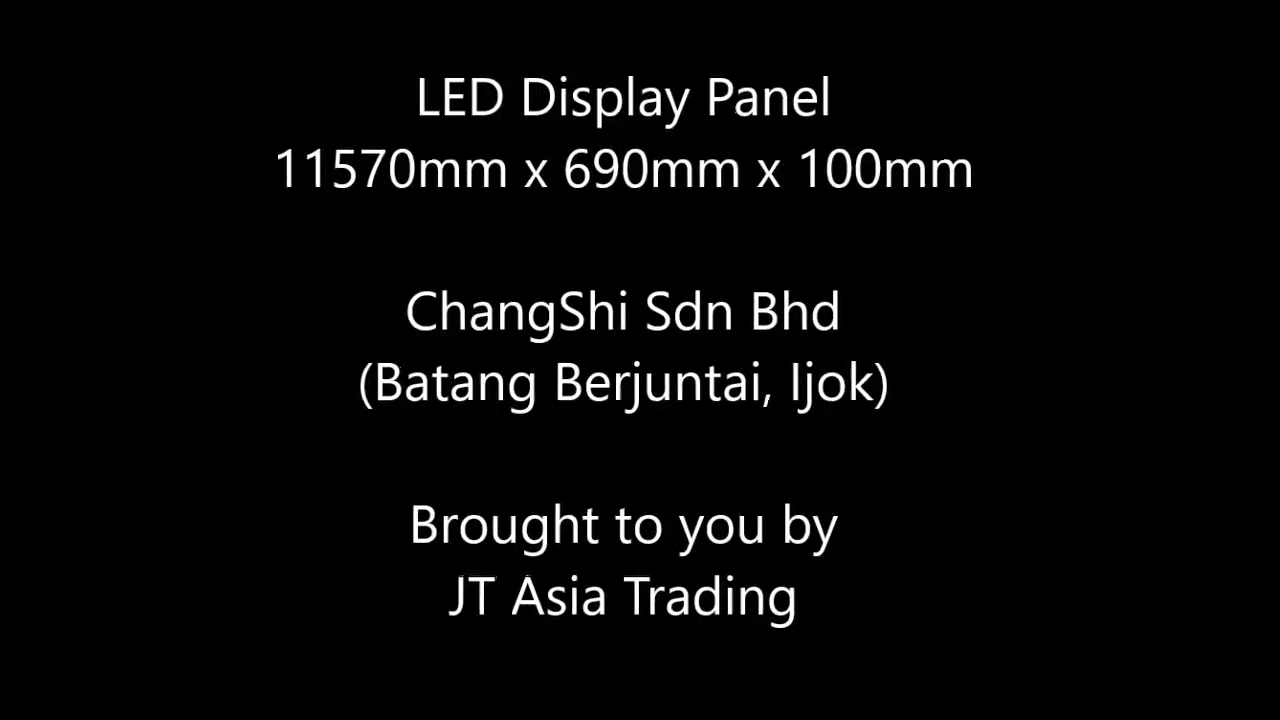 LED Display Panel
11570mm x 690mm x 100mm
ChangShi Sdn Bhd
(Batang Berjuntai, Ijok)
Brought to you by
JT Asia Trading